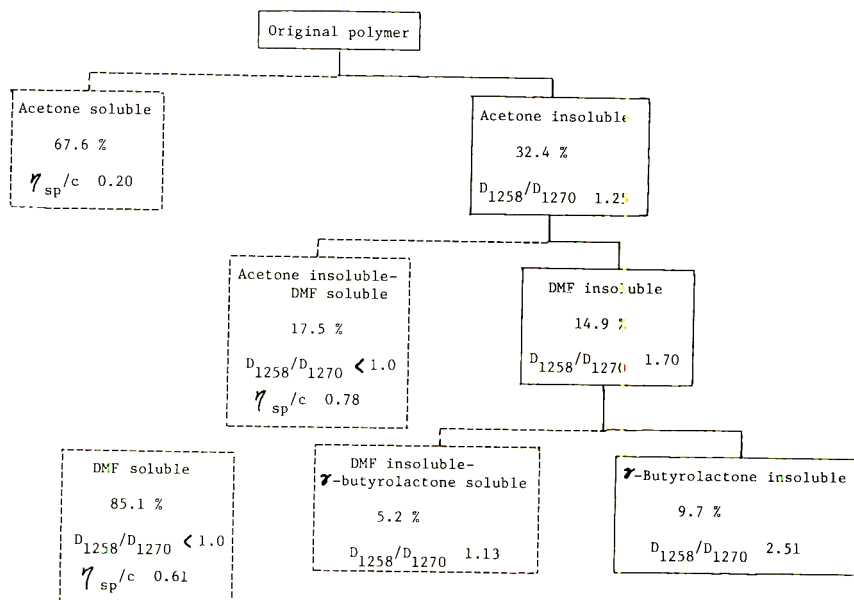 Original polymer
Acetone soluble
67.6 %
ηsp/c 0.20
Acetone insoluble
32.4 %
D1258/D1270 1.25
Acetone insoluble-
DMF soluble
17.5 %
D1258/D1270 < 1.0
ηsp/c 0.78
DMF insoluble
14.9 %
D1258/D1270 1.70
DMF soluble
85.1 %
D1258/D1270 < 1.0
ηsp/c 0.61
DMF insoluble-
γ-butyrolactone soluble
5.2 %
D1258/D1270 1.13
γ-Butyrolactone insoluble
9.7 %
D1258/D1270 2.51